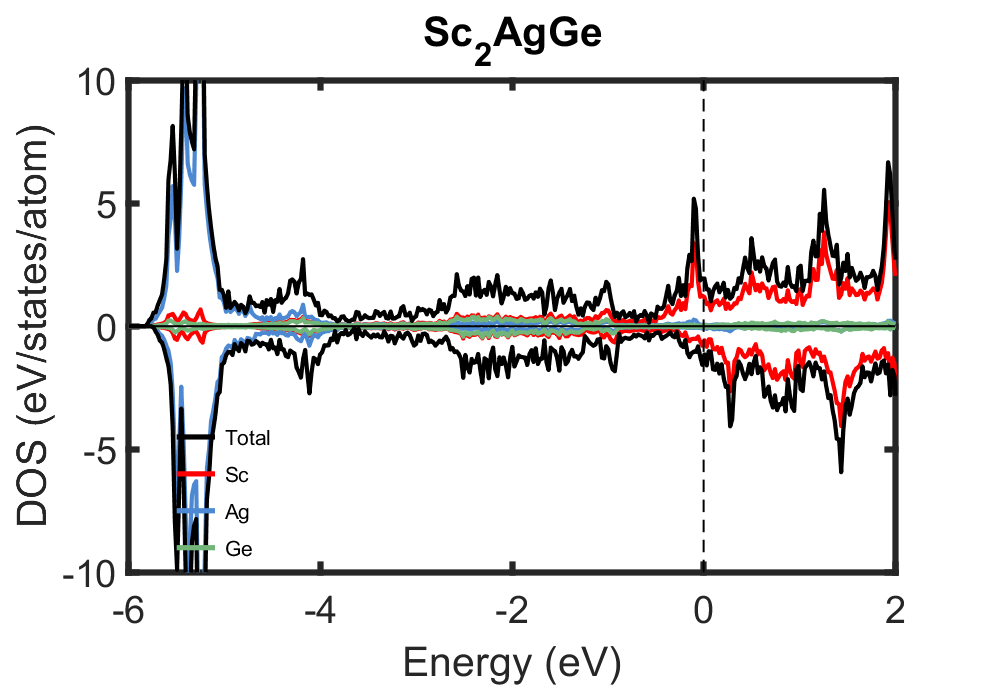 Sc2AgGe
10
5
0
-5
-10
DOS (eV/states/atom)
Total
Sc
Ag
Ge
-6 -4 -2 0 2
Energy (eV)